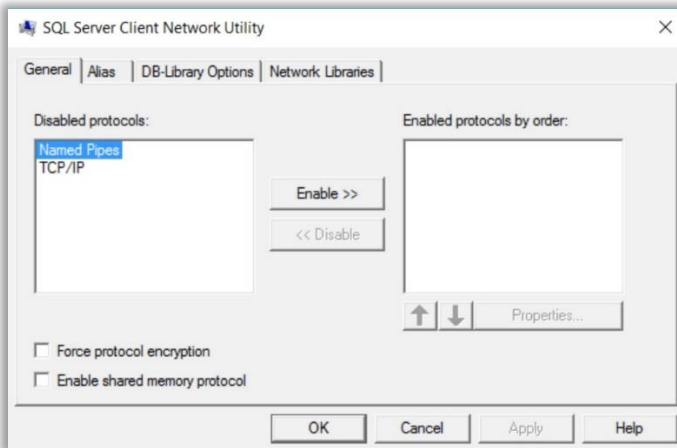 SQL Server Client Network Utility
General Alias DB-Library Options Network Libraries
Disabled protocols:
Enabled protocols by order:
Named Pipes
TCP/IP
Enable >>
<< Disable
Properties...
Force protocol encryption
Enable shared memory protocol
OK Cancel Apply Help